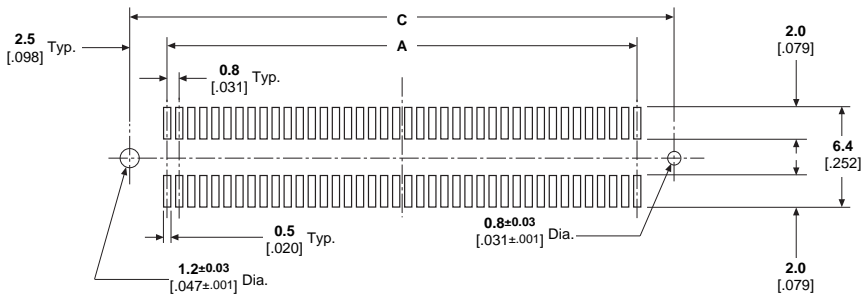 C
2.5 Typ.
[.098]
A
2.0
[.079]
0.8 Typ.
[.031]
6.4
[.252]
0.5 Typ.
[.020]
0.8±0.03 Dia.
[.031±.001]
1.2±0.03 Dia.
[.047±.001]
2.0
[.079]